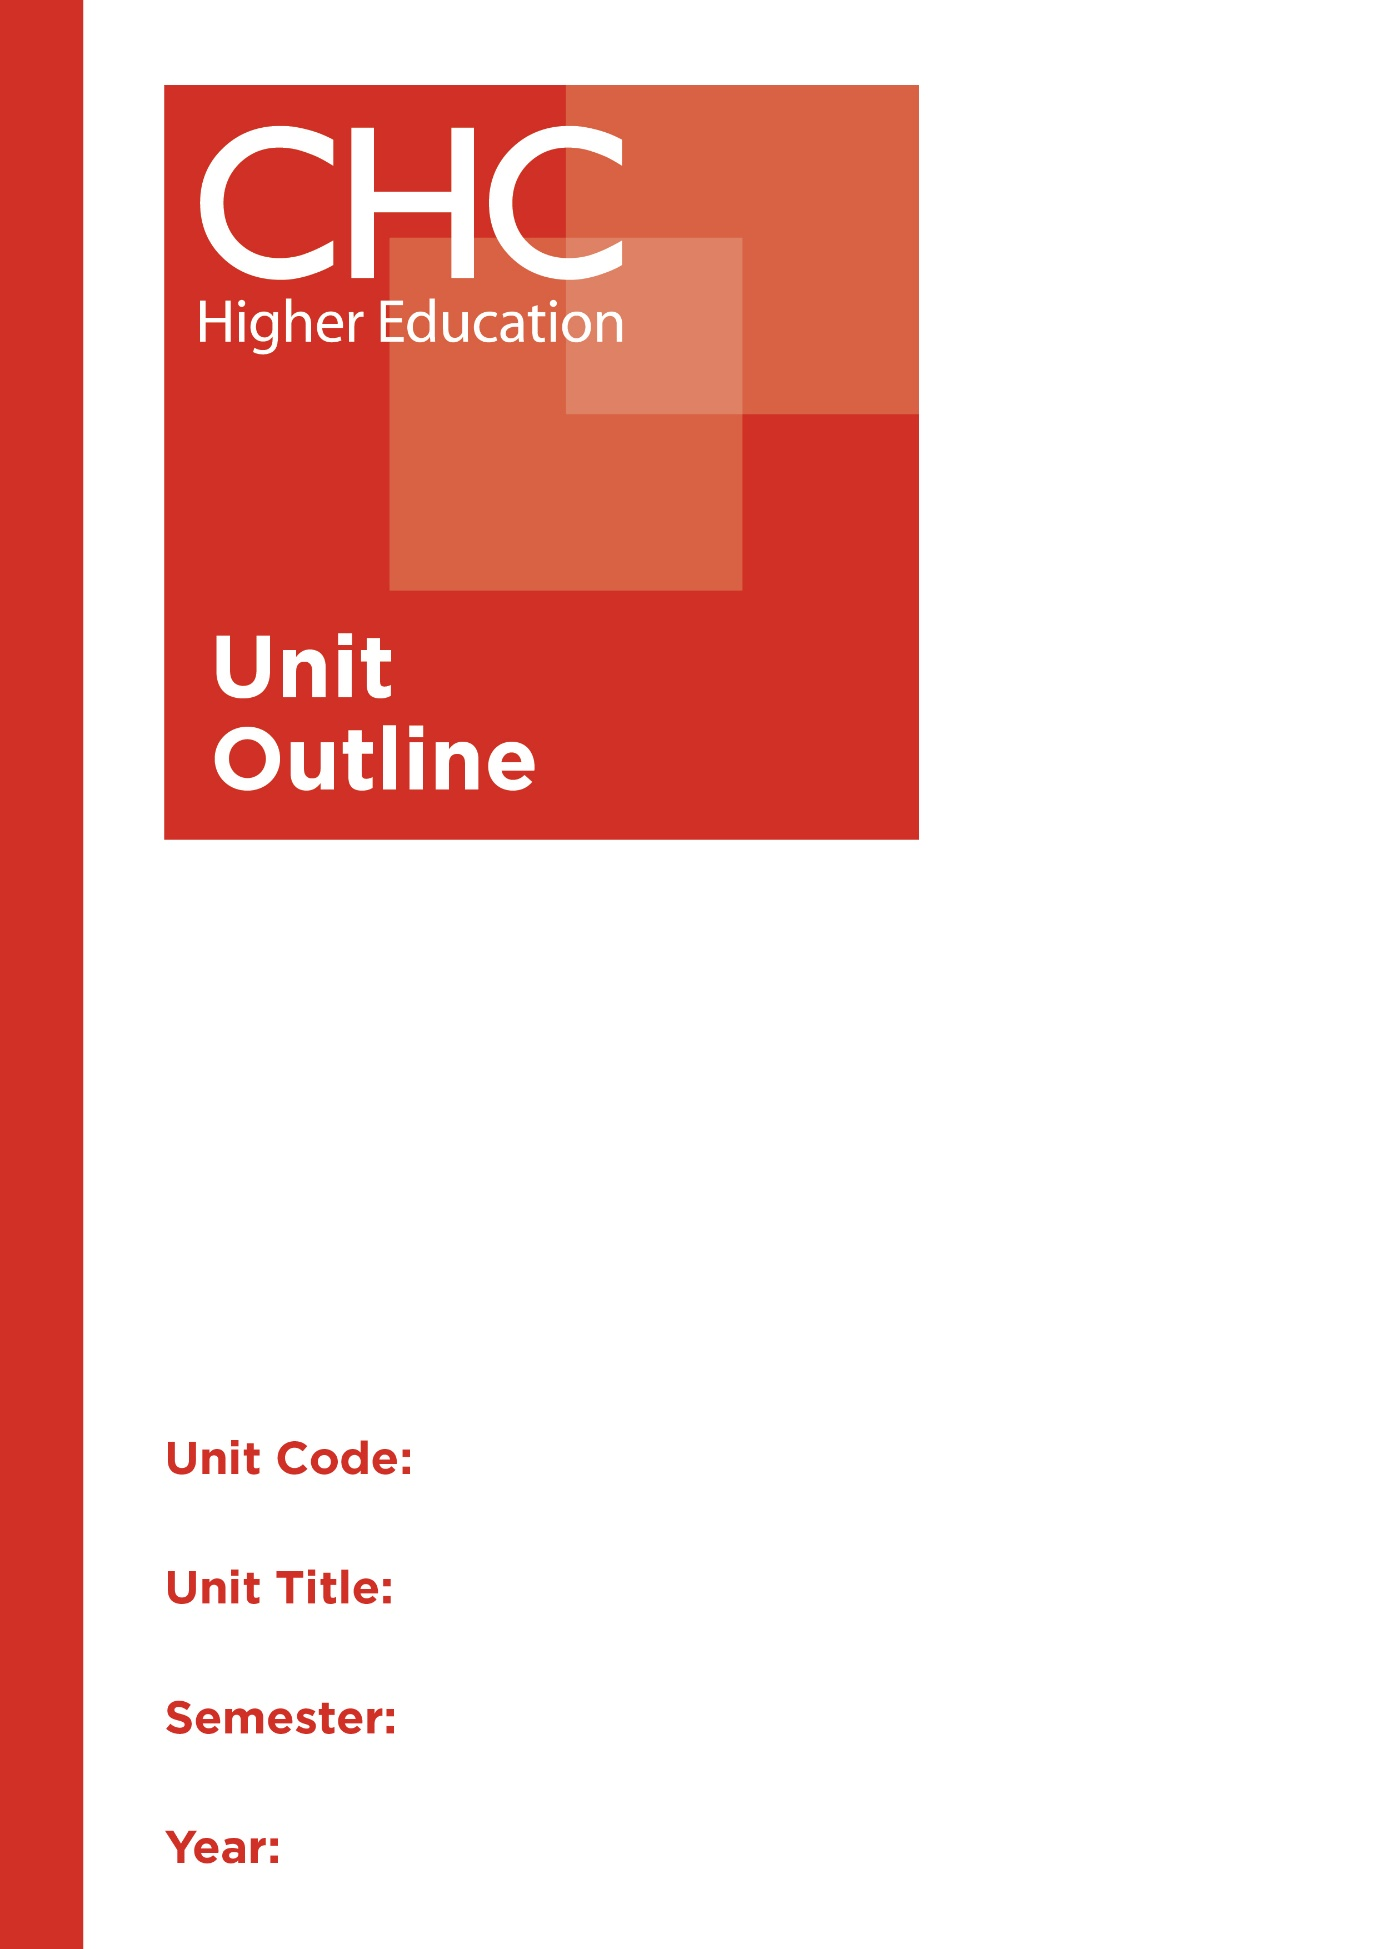 CHC
Higher Education
Unit
Outline
Unit Code:
Unit Title:
Semester:
Year: